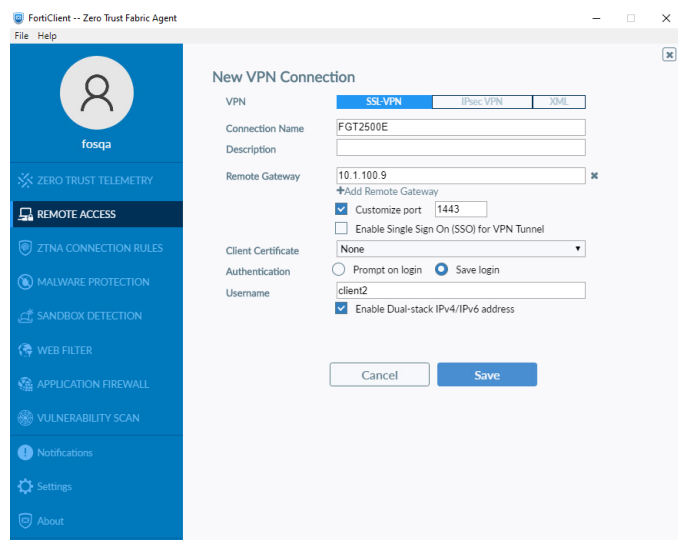 FortiClient -- Zero Trust Fabric Agent
File Help
fosqa
ZERO TRUST TELEMETRY
REMOTE ACCESS
ZTNA CONNECTION RULES
MALWARE PROTECTION
SANDBOX DETECTION
WEB FILTER
APPLICATION FIREWALL
VULNERABILITY SCAN
Notifications
Settings
About
New VPN Connection
VPN SSL-VPN IPsec VPN XML
Connection Name FGT2500E
Description
Remote Gateway 10.1.100.9
+Add Remote Gateway
Customize port 1443
Enable Single Sign On (SSO) for VPN Tunnel
Client Certificate None
Authentication Prompt on login Save login
Username client2
Enable Dual-stack IPv4/IPv6 address
Cancel Save